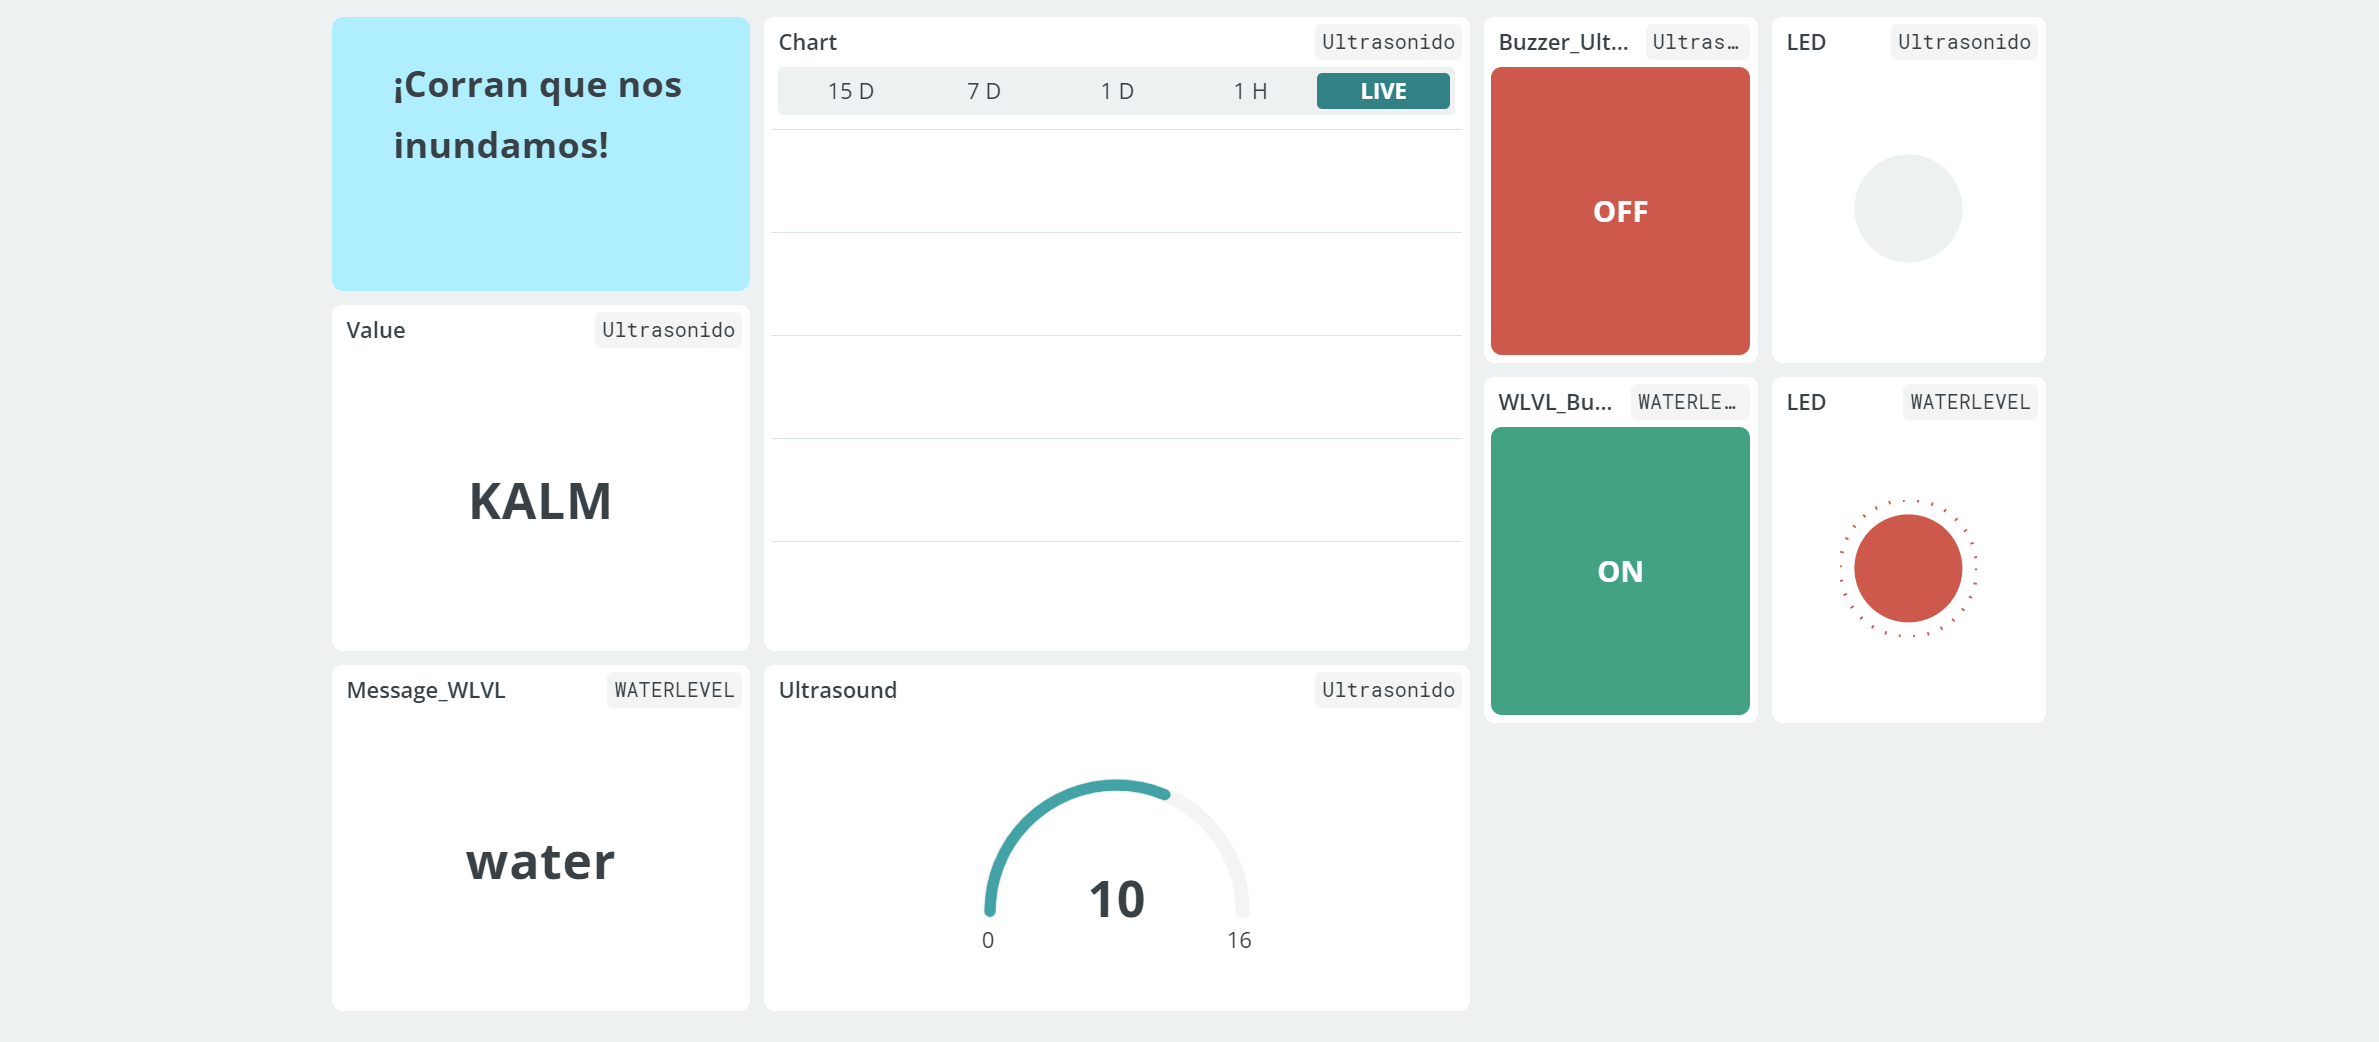 ¡Corran que nos
inundamos!
Value
Ultrasonido
KALM
Message_WLVL
WATERLEVEL
water
Chart
Ultrasonido
15 D
7 D
1 D
1 H
LIVE
Ultrasound
Ultrasonido
10
0
16
Buzzer_Ult...
Ultras…
OFF
LED
Ultrasonido
WLVL_Bu...
WATERLE…
ON
LED
WATERLEVEL